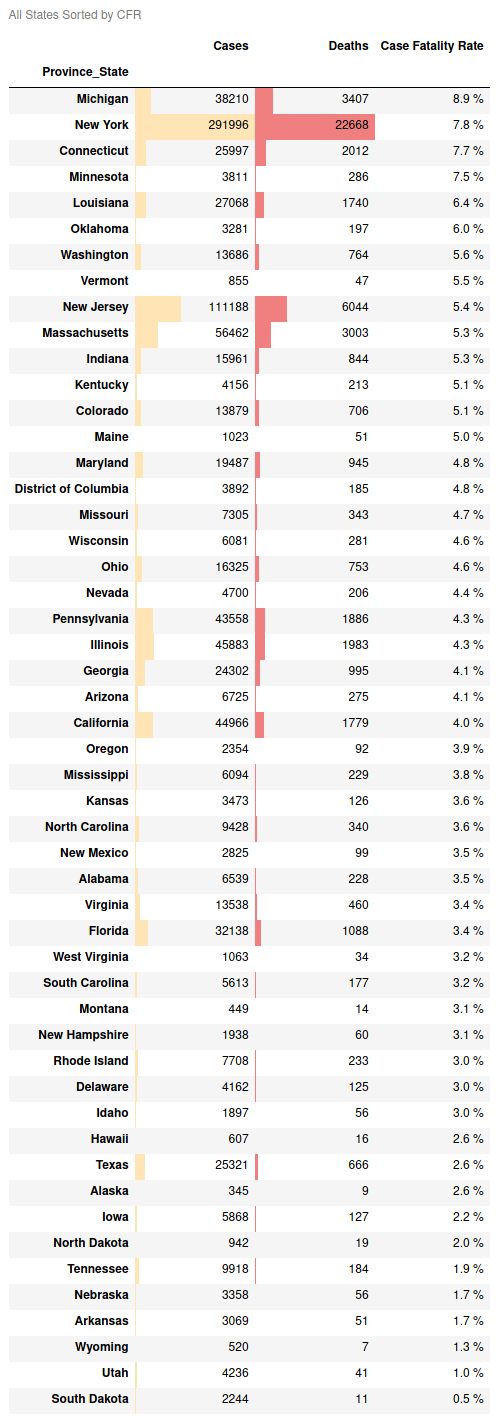 All States Sorted by CFR
Cases Deaths Case Fatality Rate
Province_State
Michigan 38210 3407 8.9 %
New York 291996 22668 7.8 %
Connecticut 25997 2012 7.7 %
Minnesota 3811 286 7.5 %
Louisiana 27068 1740 6.4 %
Oklahoma 3281 197 6.0 %
Washington 13686 764 5.6 %
Vermont 855 47 5.5 %
New Jersey 111188 6044 5.4 %
Massachusetts 56462 3003 5.3 %
Indiana 15961 844 5.3 %
Kentucky 4156 213 5.1 %
Colorado 13879 706 5.1 %
Maine 1023 51 5.0 %
Maryland 19487 945 4.8 %
District of Columbia 3892 185 4.8 %
Missouri 7305 343 4.7 %
Wisconsin 6081 281 4.6 %
Ohio 16325 753 4.6 %
Nevada 4700 206 4.4 %
Pennsylvania 43558 1886 4.3 %
Illinois 45883 1983 4.3 %
Georgia 24302 995 4.1 %
Arizona 6725 275 4.1 %
California 44966 1779 4.0 %
Oregon 2354 92 3.9 %
Mississippi 6094 229 3.8 %
Kansas 3473 126 3.6 %
North Carolina 9428 340 3.6 %
New Mexico 2825 99 3.5 %
Alabama 6539 228 3.5 %
Virginia 13538 460 3.4 %
Florida 32138 1088 3.4 %
West Virginia 1063 34 3.2 %
South Carolina 5613 177 3.2 %
Montana 449 14 3.1 %
New Hampshire 1938 60 3.1 %
Rhode Island 7708 233 3.0 %
Delaware 4162 125 3.0 %
Idaho 1897 56 3.0 %
Hawaii 607 16 2.6 %
Texas 25321 666 2.6 %
Alaska 345 9 2.6 %
Iowa 5868 127 2.2 %
North Dakota 942 19 2.0 %
Tennessee 9918 184 1.9 %
Nebraska 3358 56 1.7 %
Arkansas 3069 51 1.7 %
Wyoming 520 7 1.3 %
Utah 4236 41 1.0 %
South Dakota 2244 11 0.5 %